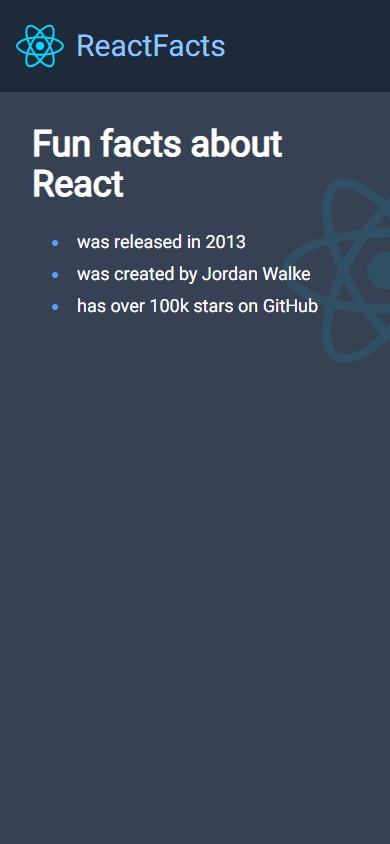 ReactFacts
Fun facts about
React
was released in 2013
was created by Jordan Walke
has over 100k stars on GitHub